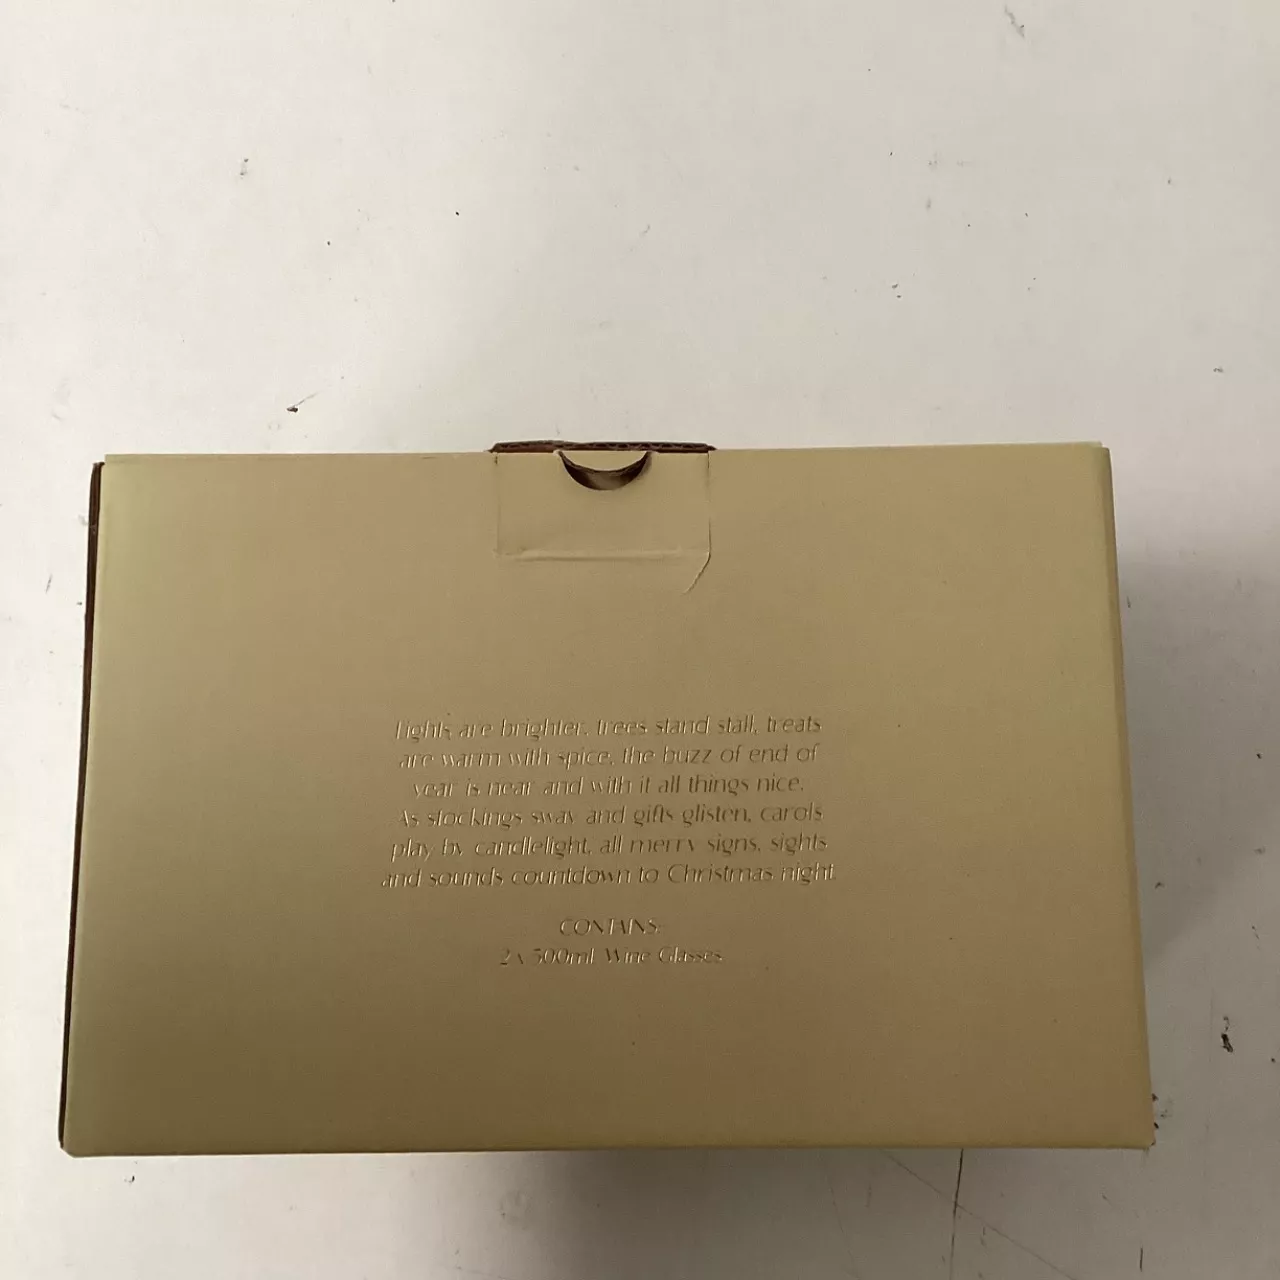 Lights are brighter, trees stand stall, treats
are warm with spice, the buzz of end of
year is near and with it all things nice.
As stockings sway and gifts glisten, carols
play by candlelight, all merry signs, sights
and sounds countdown to Christmas night.
CONTAINS:
2 x 500ml Wine Glasses